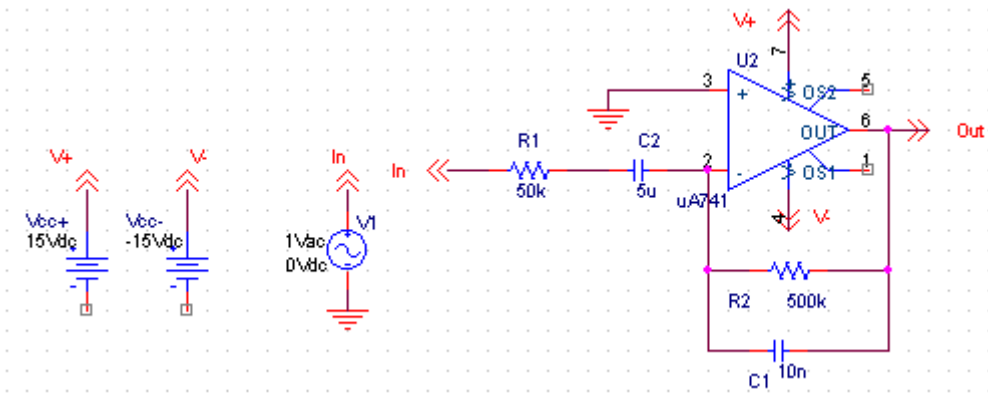 V+
7
U2
3
+
OS2
5
OUT
6
Out
R1
C2
2
-
OS1
1
In
50k
5u
uA741
4
V-
V+
V-
In
Vcc+
15Vdc
-
Vcc-
-15Vdc
-
V1
1Vac
0Vdc
+
R2
500k
C1
10n